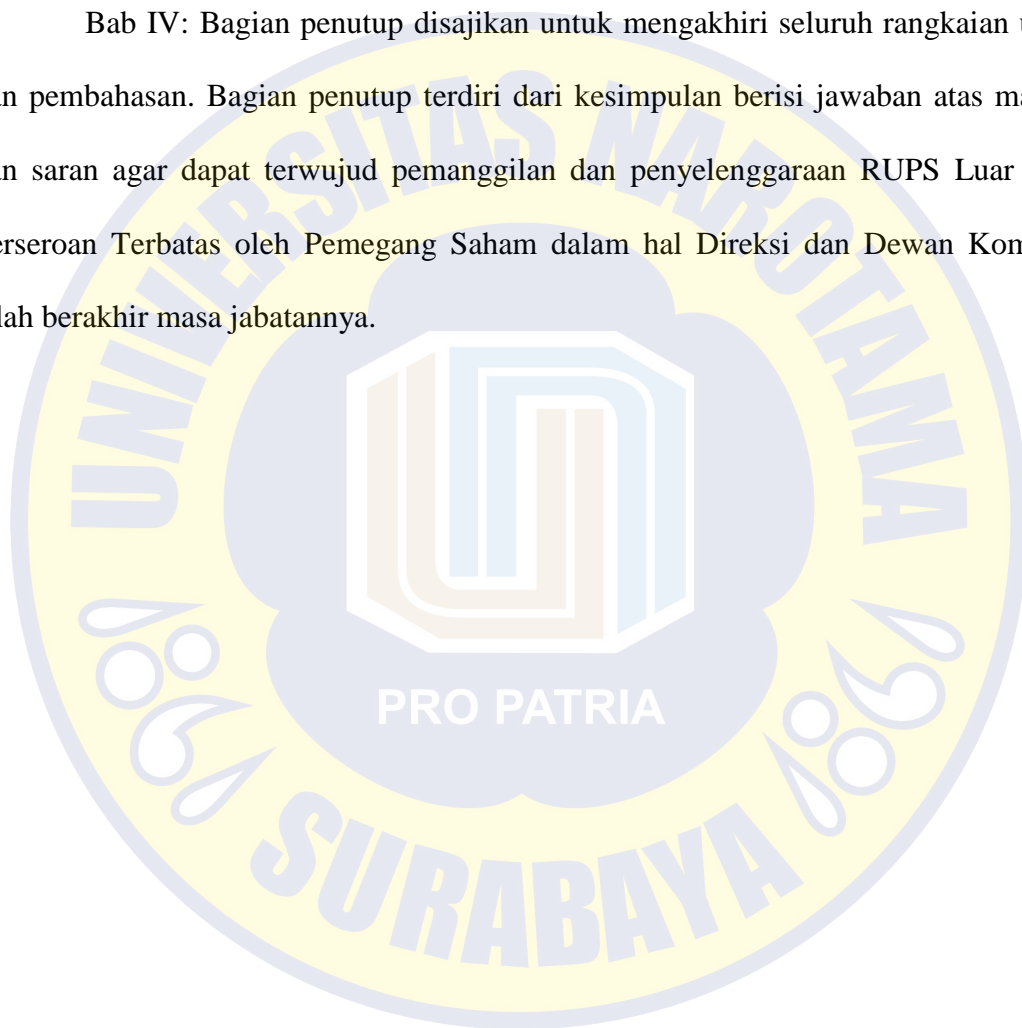 Bab IV: Bagian penutup disajikan untuk mengakhiri seluruh rangkaian u
an pembahasan. Bagian penutup terdiri dari kesimpulan berisi jawaban atas ma
an saran agar dapat terwujud pemanggilan dan penyelenggaraan RUPS Luar
erseroan Terbatas oleh Pemegang Saham dalam hal Direksi dan Dewan Kom
lah berakhir masa jabatannya.
UNIVERSITAS NAROTAMA
PRO PATRIA
SURABAYA